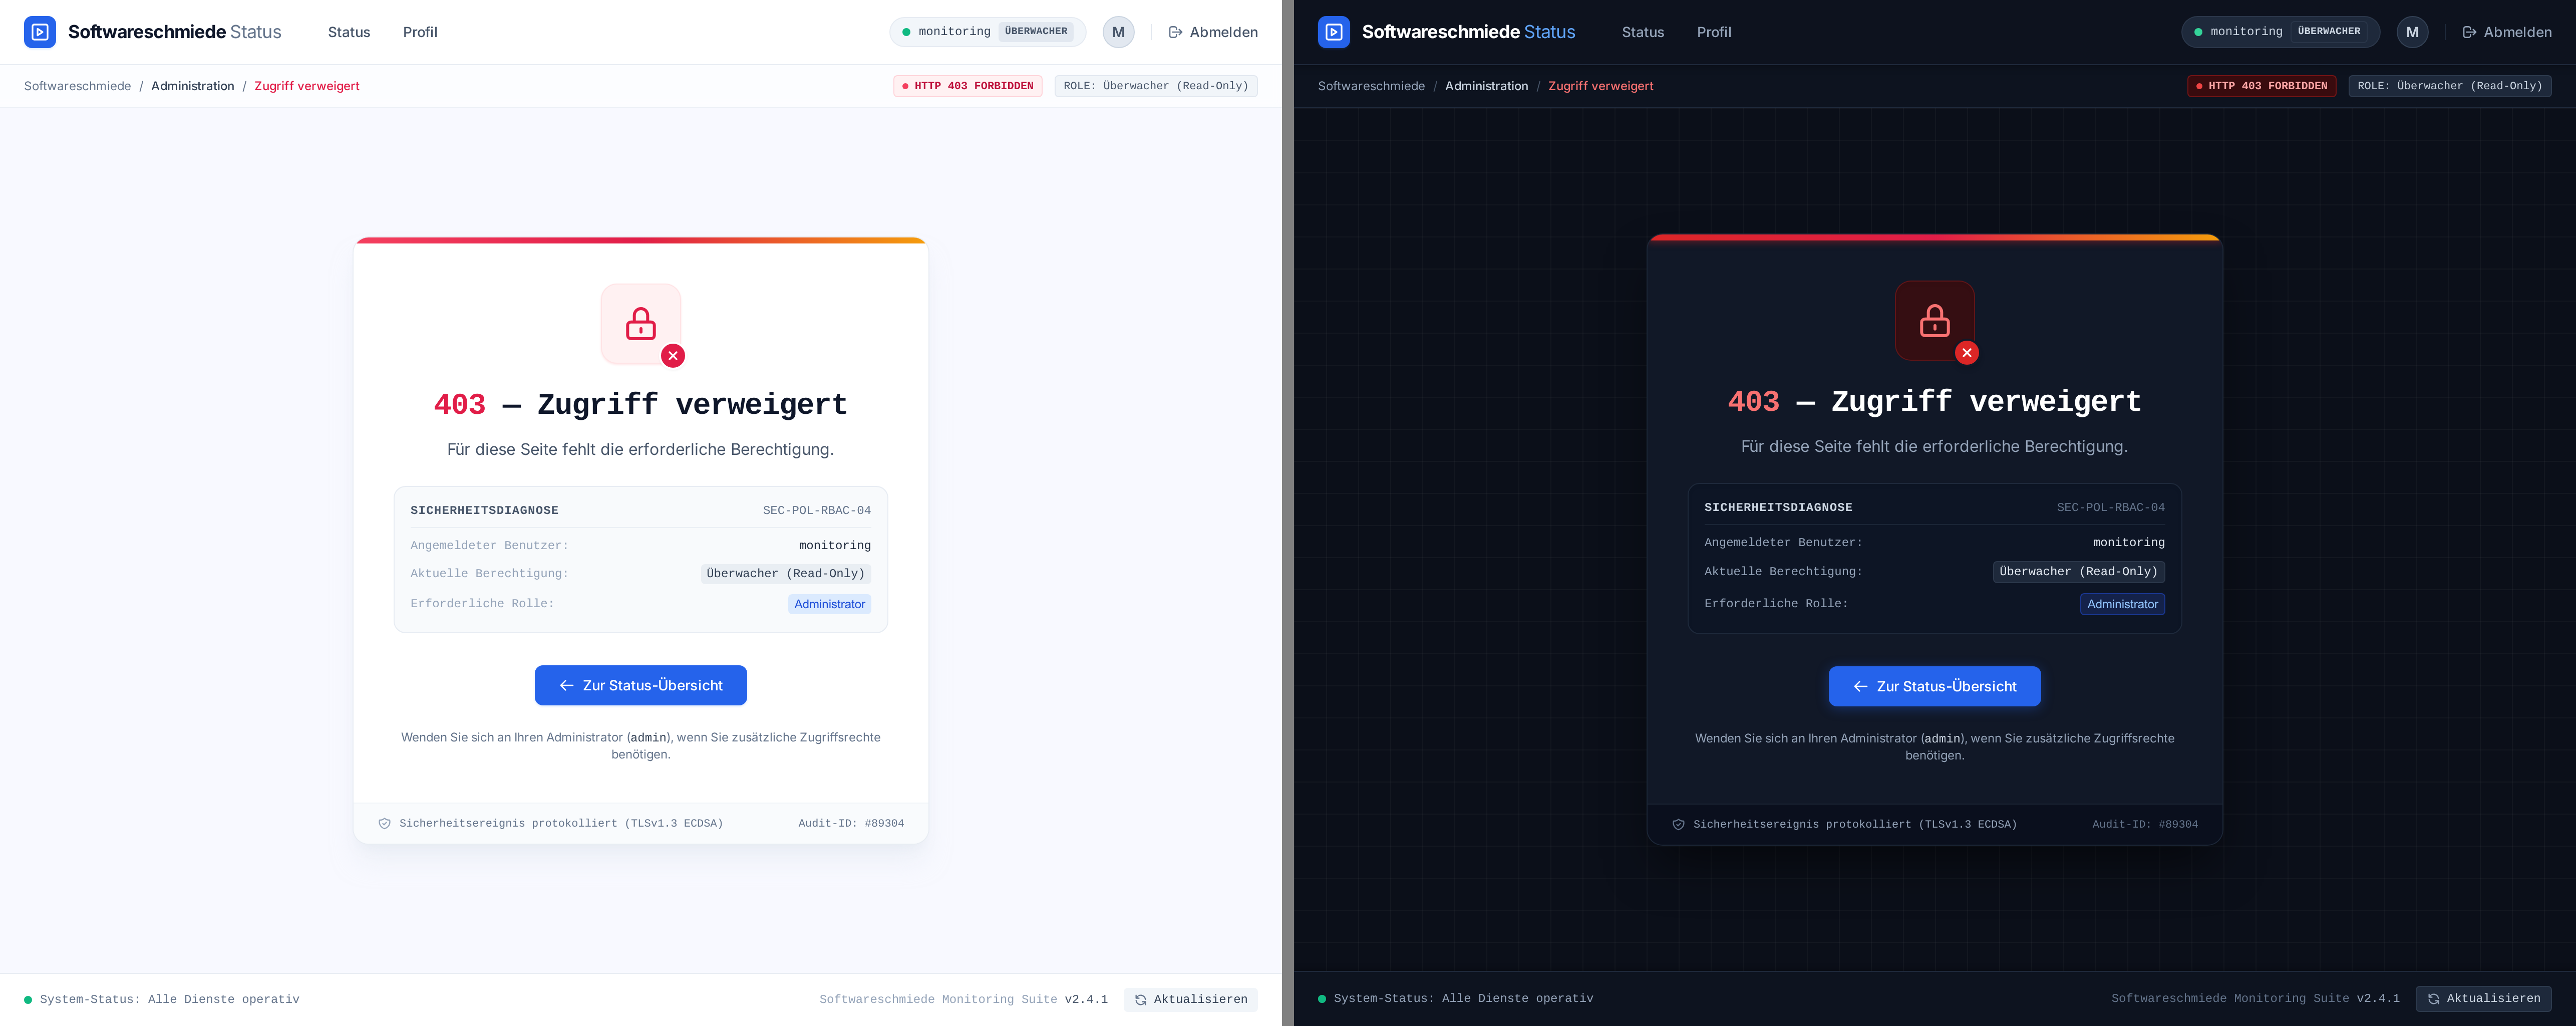 Softwareschmiede Status
Status
Profil
monitoring ÜBERWACHER
M
Abmelden
Softwareschmiede / Administration / Zugriff verweigert
HTTP 403 FORBIDDEN
ROLE: Überwacher (Read-Only)
403 — Zugriff verweigert
Für diese Seite fehlt die erforderliche Berechtigung.
SICHERHEITSDIAGNOSE
SEC-POL-RBAC-04
Angemeldeter Benutzer:
monitoring
Aktuelle Berechtigung:
Überwacher (Read-Only)
Erforderliche Rolle:
Administrator
← Zur Status-Übersicht
Wenden Sie sich an Ihren Administrator (admin), wenn Sie zusätzliche Zugriffsrechte
benötigen.
Sicherheitsereignis protokolliert (TLSv1.3 ECDSA)
Audit-ID: #89304
System-Status: Alle Dienste operativ
Softwareschmiede Monitoring Suite v2.4.1
Aktualisieren
Softwareschmiede Status
Status
Profil
monitoring ÜBERWACHER
M
Abmelden
Softwareschmiede / Administration / Zugriff verweigert
HTTP 403 FORBIDDEN
ROLE: Überwacher (Read-Only)
403 — Zugriff verweigert
Für diese Seite fehlt die erforderliche Berechtigung.
SICHERHEITSDIAGNOSE
SEC-POL-RBAC-04
Angemeldeter Benutzer:
monitoring
Aktuelle Berechtigung:
Überwacher (Read-Only)
Erforderliche Rolle:
Administrator
← Zur Status-Übersicht
Wenden Sie sich an Ihren Administrator (admin), wenn Sie zusätzliche Zugriffsrechte
benötigen.
Sicherheitsereignis protokolliert (TLSv1.3 ECDSA)
Audit-ID: #89304
System-Status: Alle Dienste operativ
Softwareschmiede Monitoring Suite v2.4.1
Aktualisieren